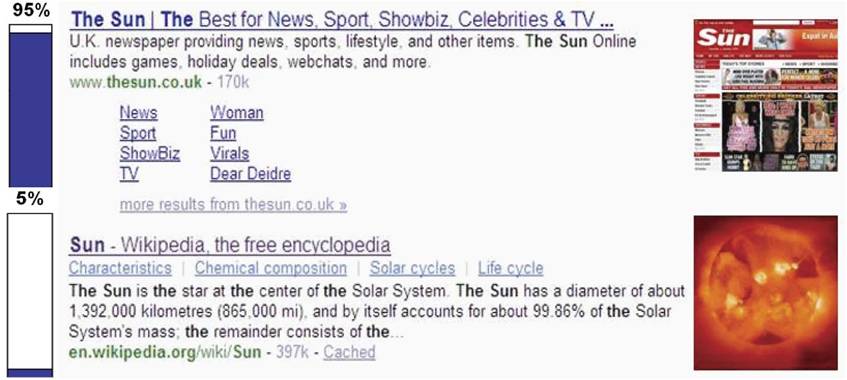 95%
The Sun | The Best for News, Sport, Showbiz, Celebrities & TV ...
U.K. newspaper providing news, sports, lifestyle, and other items. The Sun Online
includes games, holiday deals, webchats, and more.
www.thesun.co.uk - 170k
News Woman
Sport Fun
ShowBiz Virals
TV Dear Deidre
more results from thesun.co.uk »
The Sun
5%
Sun - Wikipedia, the free encyclopedia
Characteristics | Chemical composition | Solar cycles | Life cycle
The Sun is the star at the center of the Solar System. The Sun has a diameter of about
1,392,000 kilometres (865,000 mi), and by itself accounts for about 99.86% of the Solar
System's mass; the remainder consists of the...
en.wikipedia.org/wiki/Sun - 397k - Cached